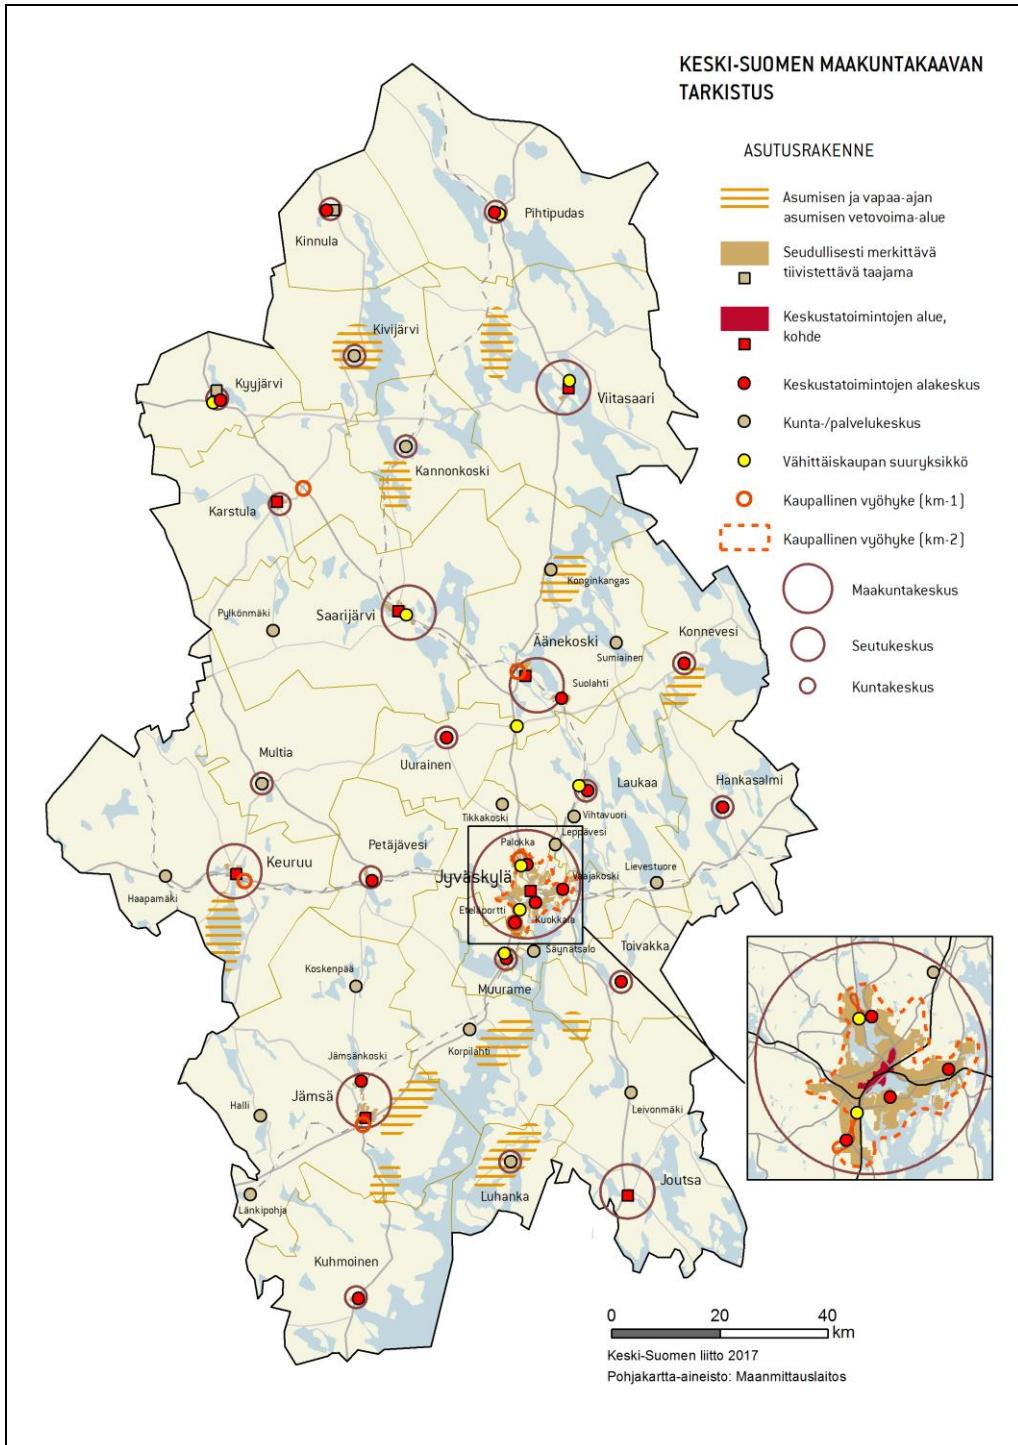 KESKI-SUOMEN MAAKUNTAKAAVAN
TARKISTUS
ASUTUSRAKENNE
Asumisen ja vapaa-ajan
asumisen vetovoima-alue
Seudullisesti merkittävä
tiivistettävä taajama
Keskustatoimintojen alue,
kohde
Keskustatoimintojen alakeskus
Kunta-/palvelukeskus
Vähittäiskaupan suuryksikkö
Kaupallinen vyöhyke (km-1)
Kaupallinen vyöhyke (km-2)
Maakuntakeskus
Seutukeskus
Kuntakeskus
Pihtipudas
Kinnula
Kivijärvi
Kyyjärvi
Viitasaari
Kannonkoski
Karstula
Konginkangas
Saarijärvi
Pylkönmäki
Äänekoski
Sumiainen
Konnevesi
Suolahti
Multia
Uurainen
Laukaa
Hankasalmi
Tikkakoski
Vihtavuori
Leppävesi
Palokka
Petäjävesi
Keuruu
Jyväskylä
Vaajakoski
Lievestuore
Haapamäki
Eteläportti
Kuokkala
Säynätsalo
Toivakka
Koskenpää
Muurame
Korpilahti
Jämsänkoski
Jämsä
Halli
Leivonmäki
Luhanka
Joutsa
Länkipohja
Kuhmoinen
0 20 40
km
Keski-Suomen liitto 2017
Pohjakartta-aineisto: Maanmittauslaitos